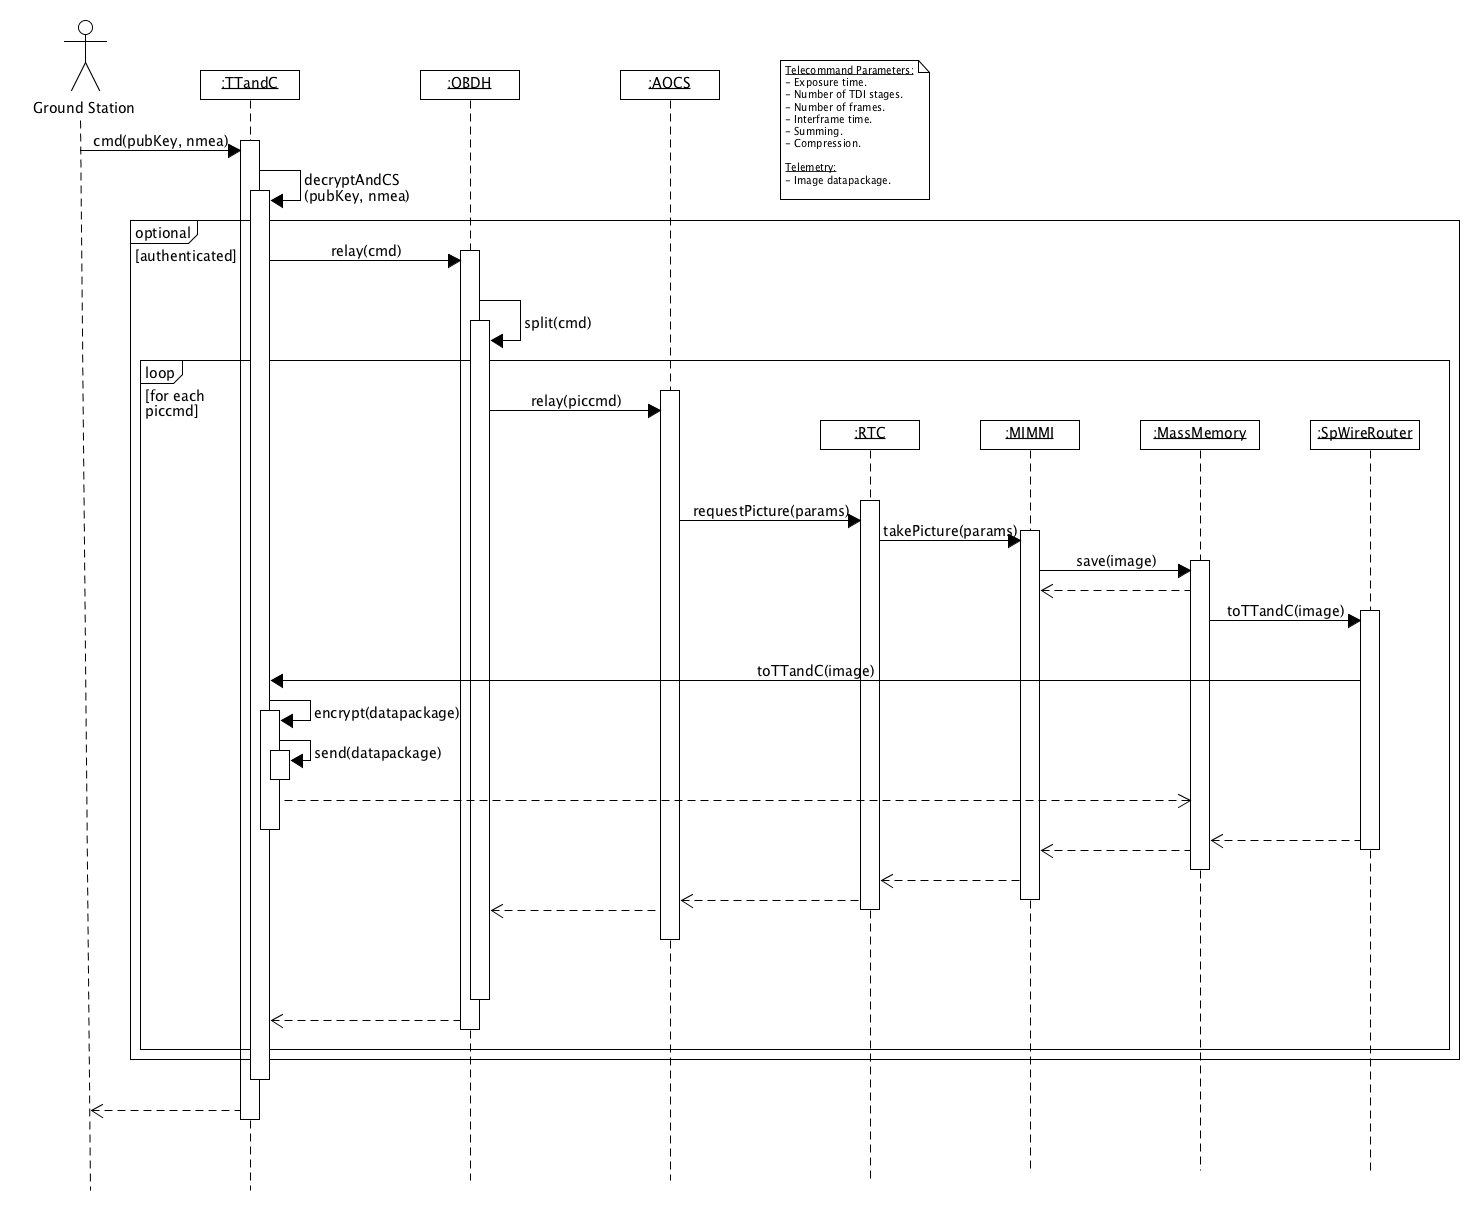 Ground Station
:TTandC
:OBDH
:AOCS
Telecommand Parameters:
- Exposure time.
- Number of TDI stages.
- Number of frames.
- Interframe time.
- Summing.
- Compression.
Telemetry:
- Image datapackage.
cmd(pubKey, nmea)
decryptAndCS
(pubKey, nmea)
optional
[authenticated]
relay(cmd)
split(cmd)
loop
[for each
piccmd]
relay(piccmd)
:RTC
:MIMMI
:MassMemory
:SpWireRouter
requestPicture(params)
takePicture(params)
save(image)
toTTandC(image)
toTTandC(image)
encrypt(datapackage)
send(datapackage)